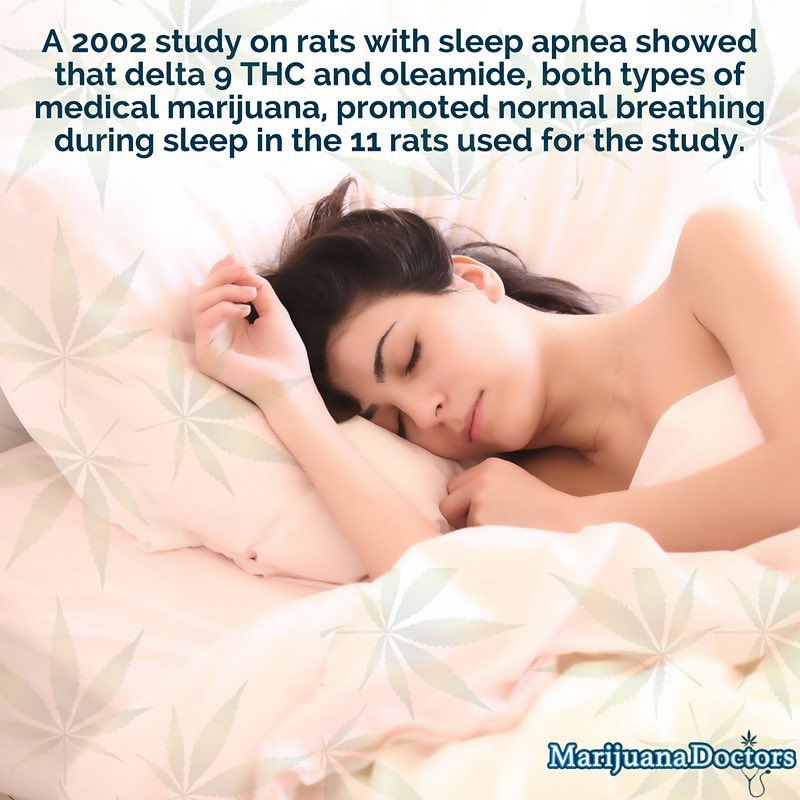 A 2002 study on rats with sleep apnea showed
that delta 9 THC and oleamide, both types of
medical marijuana, promoted normal breathing
during sleep in the 11 rats used for the study.
MarijuanaDoctors